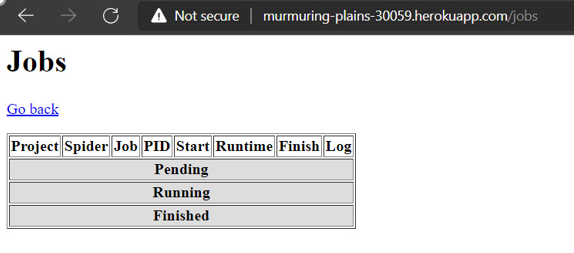 Not secure | murmuring-plains-30059.herokuapp.com/jobs
Jobs
Go back
Project Spider Job PID Start Runtime Finish Log
Pending
Running
Finished